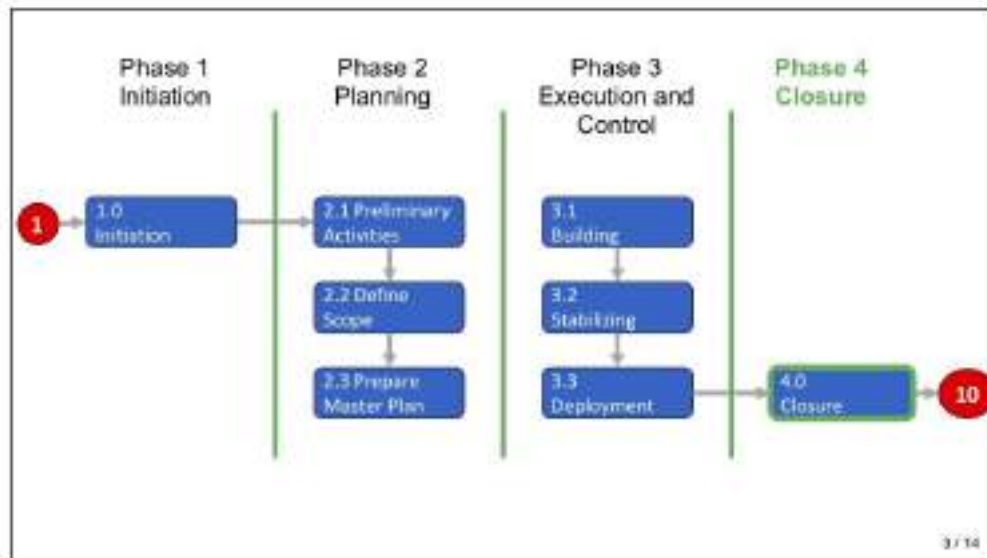 Phase 1
Initiation
Phase 2
Planning
Phase 3
Execution and
Control
Phase 4
Closure
1
1.0
Initiation
2.1 Preliminary
Activities
2.2 Define
Scope
2.3 Prepare
Master Plan
3.1
Building
3.2
Stabilizing
3.3
Deployment
4.0
Closure
10
3 / 14